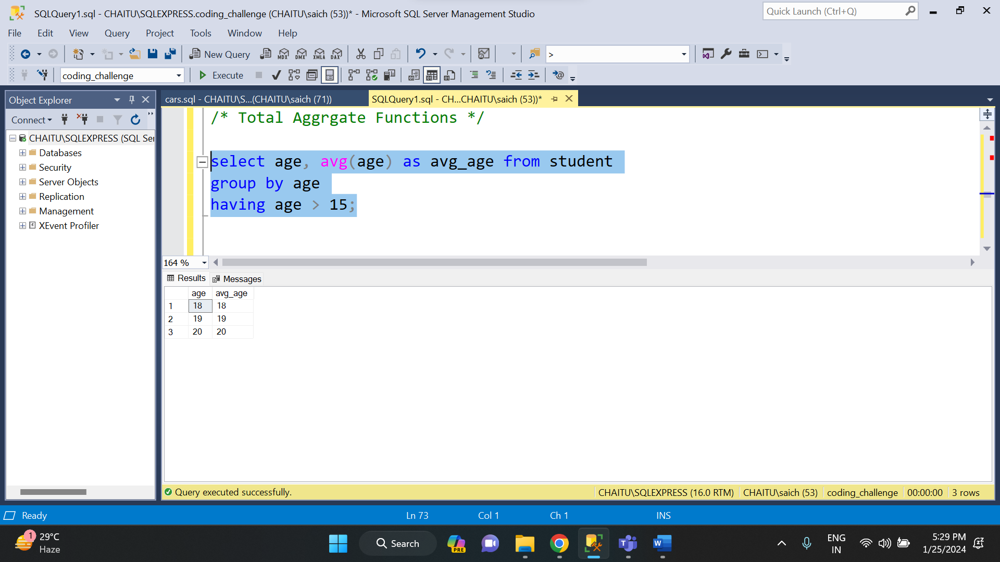 SQLQuery1.sql - CHAITU\SQLEXPRESS.coding_challenge (CHAITU\saich (53))* - Microsoft SQL Server Management Studio
Quick Launch (Ctrl+Q)
File Edit View Query Project Tools Window Help
New Query MDX DMX XMLA DAX >
coding_challenge Execute
Object Explorer
Connect
CHAITU\SQLEXPRESS (SQL Ser
Databases
Security
Server Objects
Replication
Management
XEvent Profiler
cars.sql - CHAITU\S...(CHAITU\saich (71))
SQLQuery1.sql - CH...CHAITU\saich (53))*
/* Total Aggrgate Functions */
select age, avg(age) as avg_age from student
group by age
having age > 15;
164 %
Results Messages
age avg_age
1 18 18
2 19 19
3 20 20
Query executed successfully.
CHAITU\SQLEXPRESS (16.0 RTM) CHAITU\saich (53) coding_challenge 00:00:00 3 rows
Ready Ln 73 Col 1 Ch 1 INS
1
29°C
Haze
Search
PRE
ENG
IN
5:29 PM
1/25/2024